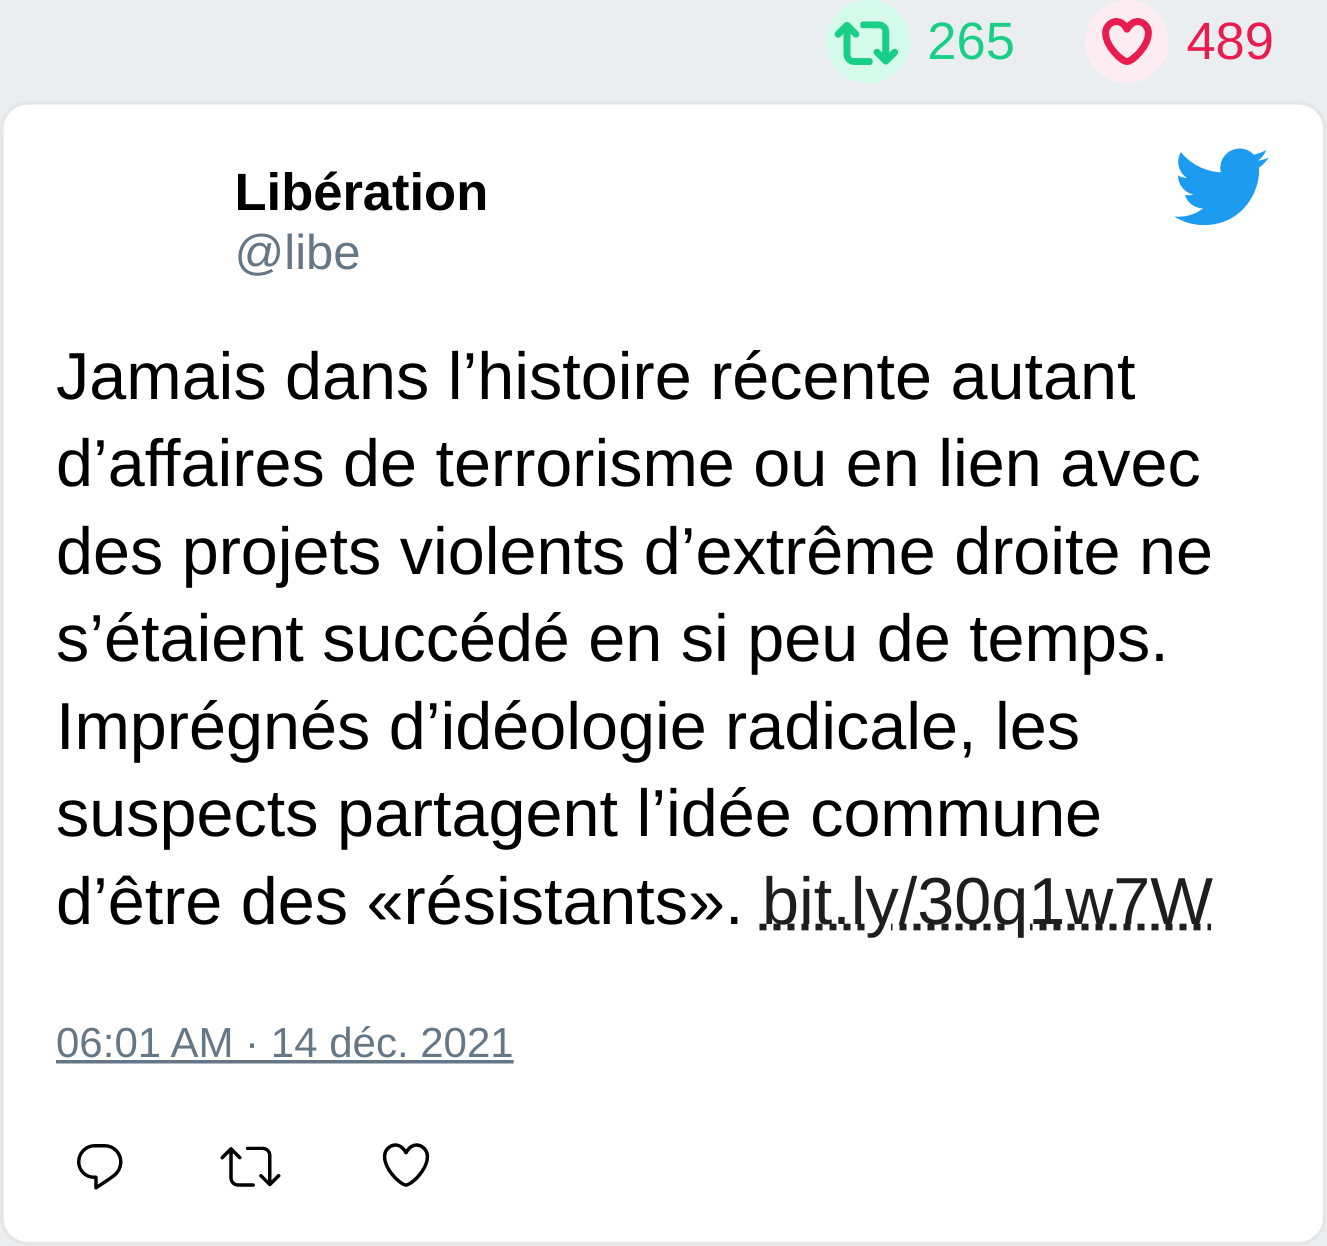 265 489
Libération
@libe
Jamais dans l’histoire récente autant
d’affaires de terrorisme ou en lien avec
des projets violents d’extrême droite ne
s’étaient succédé en si peu de temps.
Imprégnés d’idéologie radicale, les
suspects partagent l’idée commune
d’être des «résistants». bit.ly/30q1w7W
06:01 AM · 14 déc. 2021